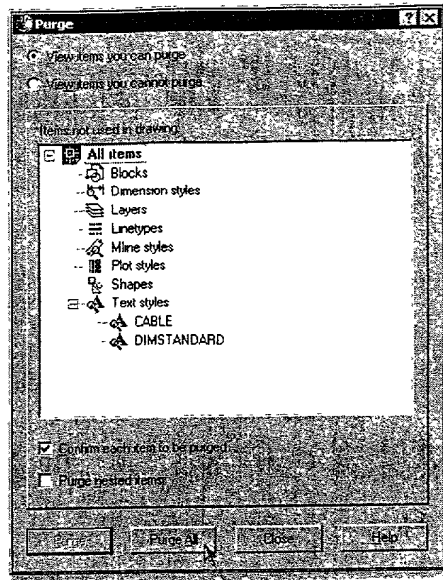 Purge
View items you can purge
View items you cannot purge
Items not used in drawing:
All items
Blocks
Dimension styles
Layers
Linetypes
Mline styles
Plot styles
Shapes
Text styles
CABLE
DIMSTANDARD
Confirm each item to be purged
Purge nested items
Purge All Close Help